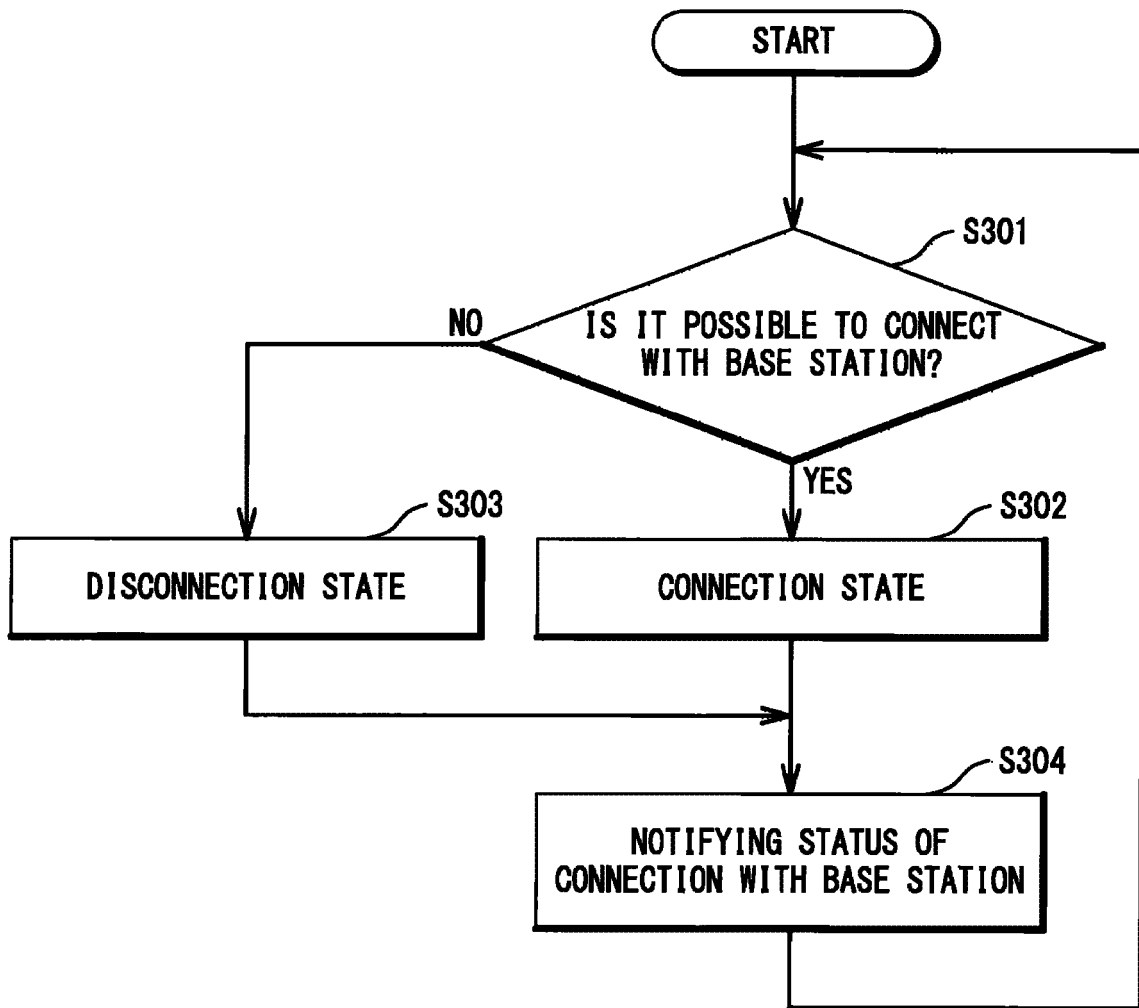 START
S301
NO
IS IT POSSIBLE TO CONNECT
WITH BASE STATION?
YES
S303
S302
DISCONNECTION STATE
CONNECTION STATE
S304
NOTIFYING STATUS OF
CONNECTION WITH BASE STATION